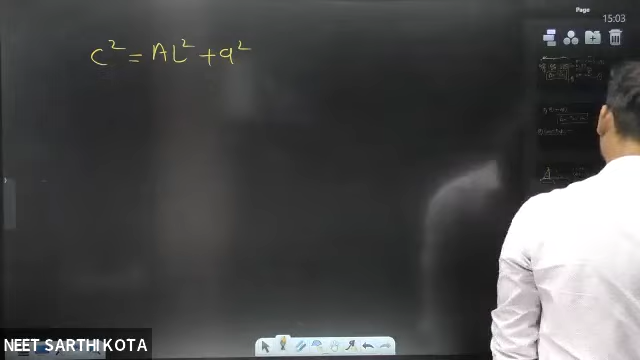 Page
15:03
c² = AL² + a²
NEET SARTHI KOTA